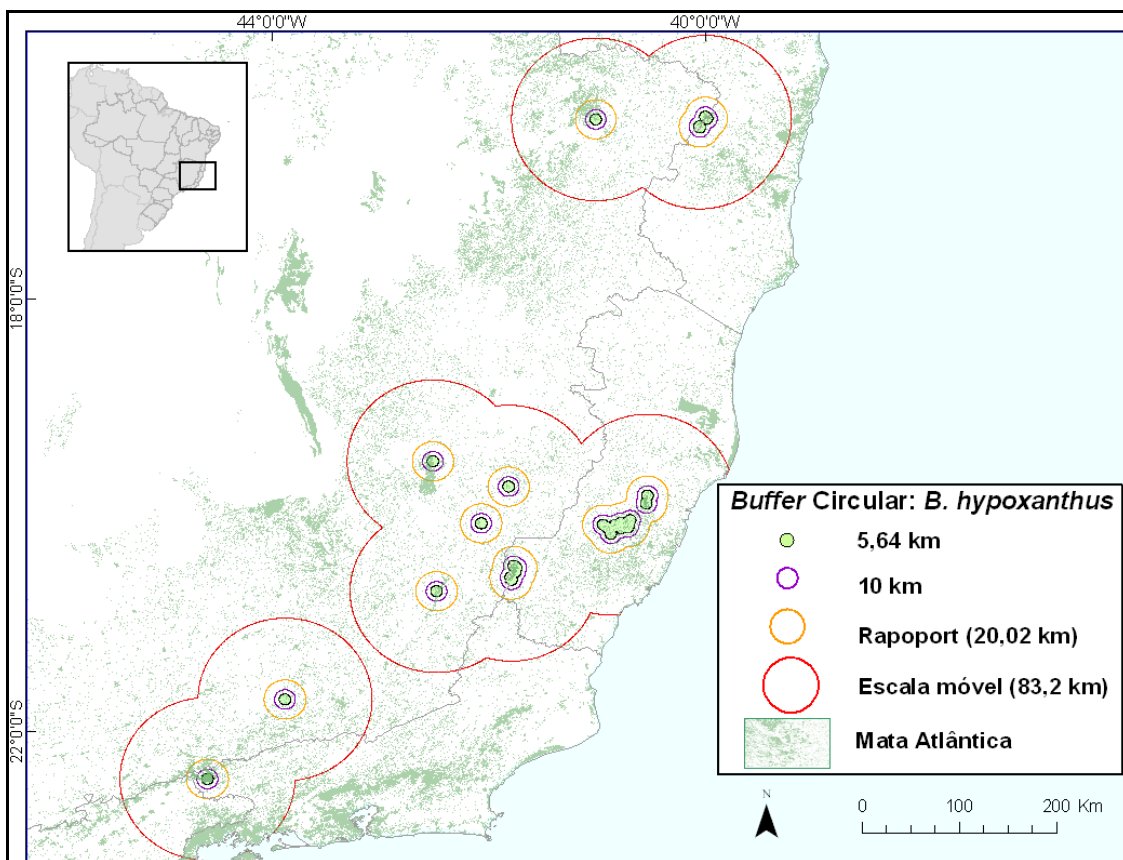 44°0'0"W
40°0'0"W
18°0'0"S
22°0'0"S
Buffer Circular: B. hypoxanthus
5,64 km
10 km
Rapoport (20,02 km)
Escala móvel (83,2 km)
Mata Atlântica
N
0 100 200 Km